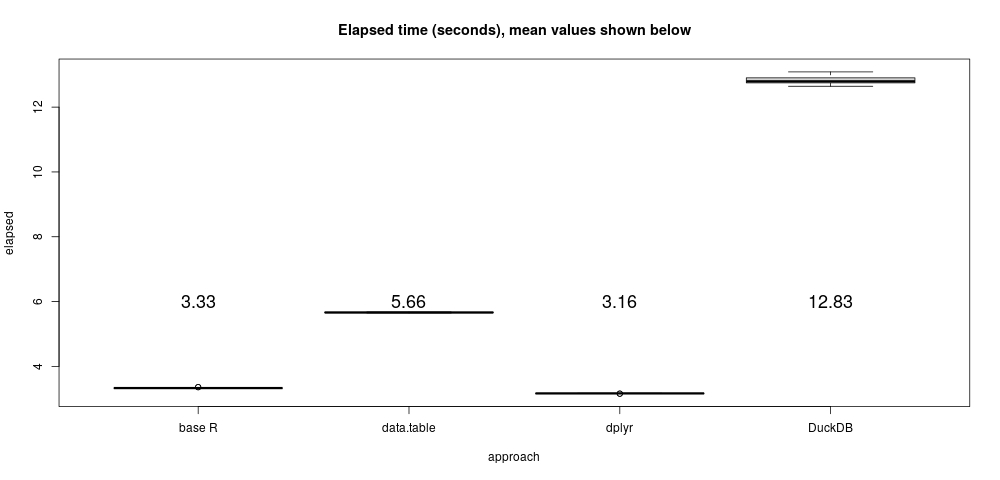 Elapsed time (seconds), mean values shown below
elapsed
12
10
8
6
4
3.33
5.66
3.16
12.83
base R
data.table
dplyr
DuckDB
approach